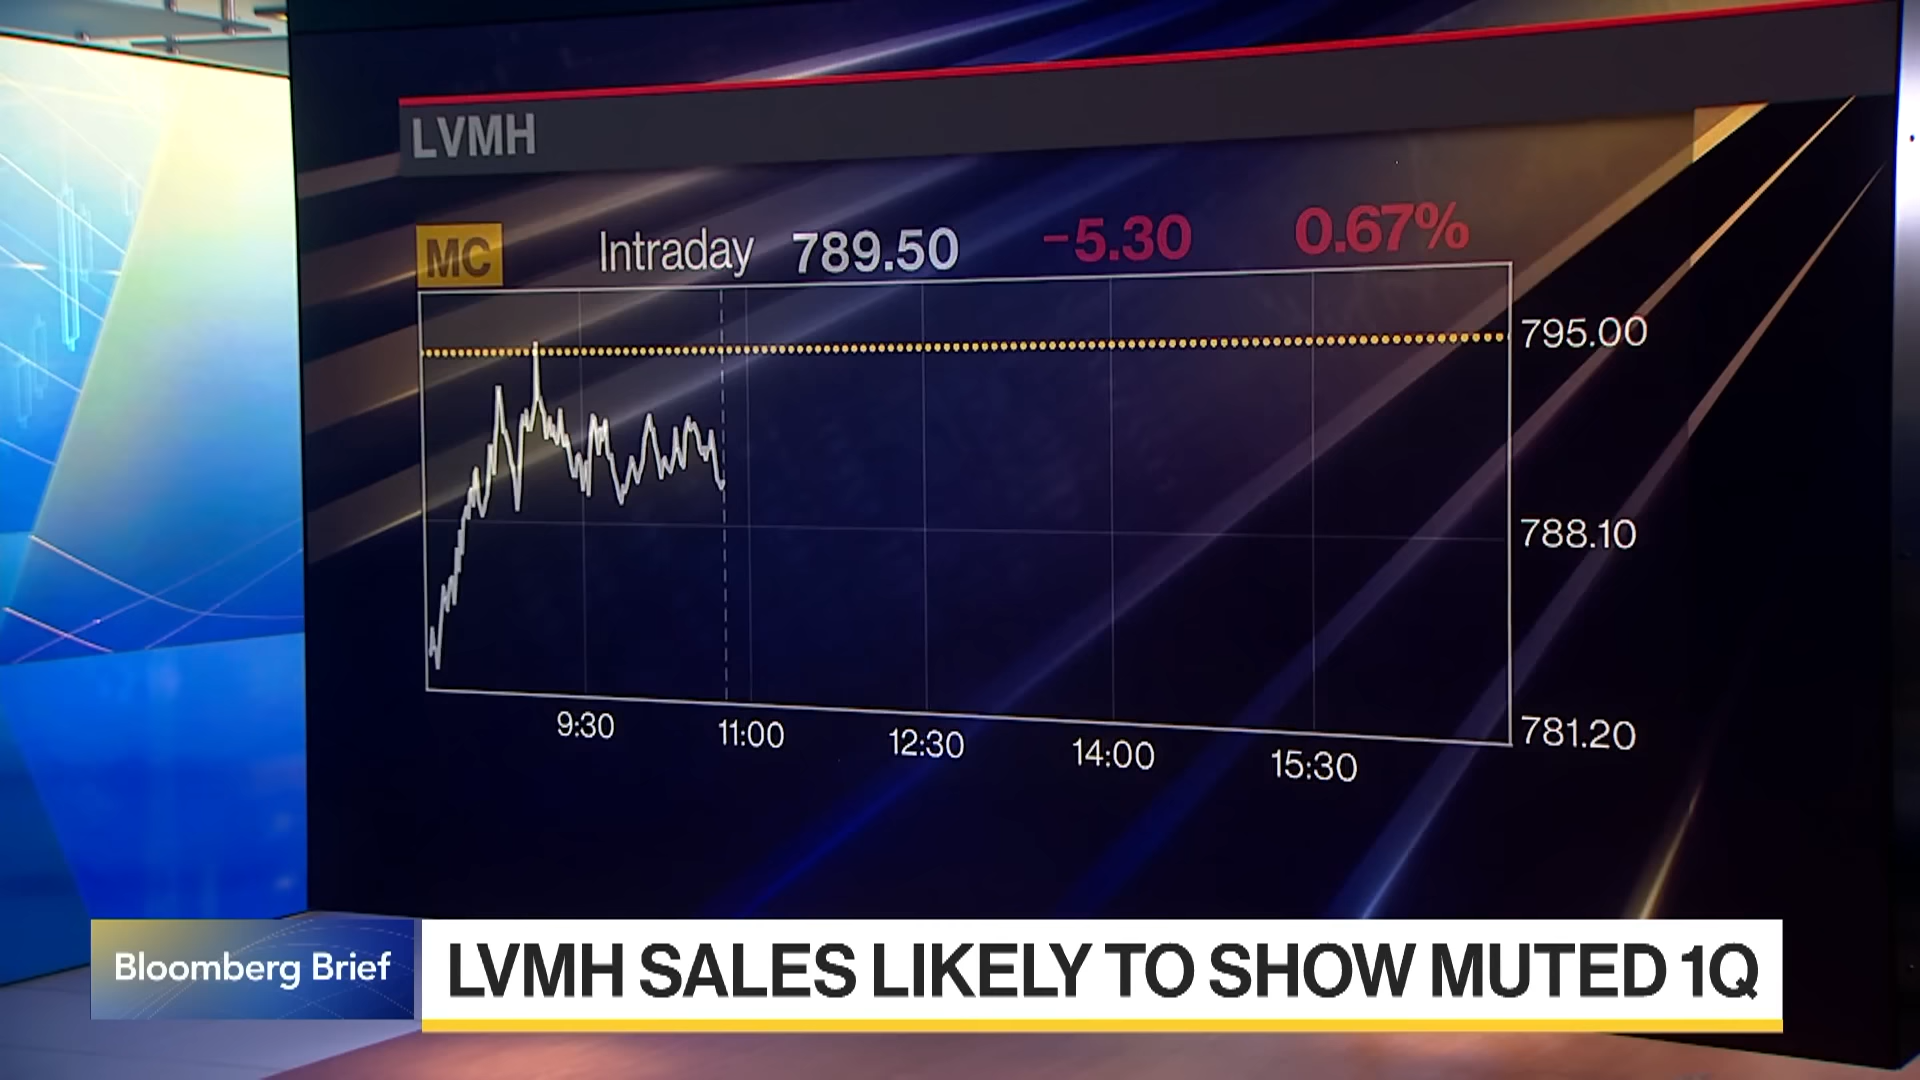 LVMH
MC Intraday 789.50 -5.30 0.67%
795.00
788.10
781.20
9:30 11:00 12:30 14:00 15:30
Bloomberg Brief
LVMH SALES LIKELY TO SHOW MUTED 1Q